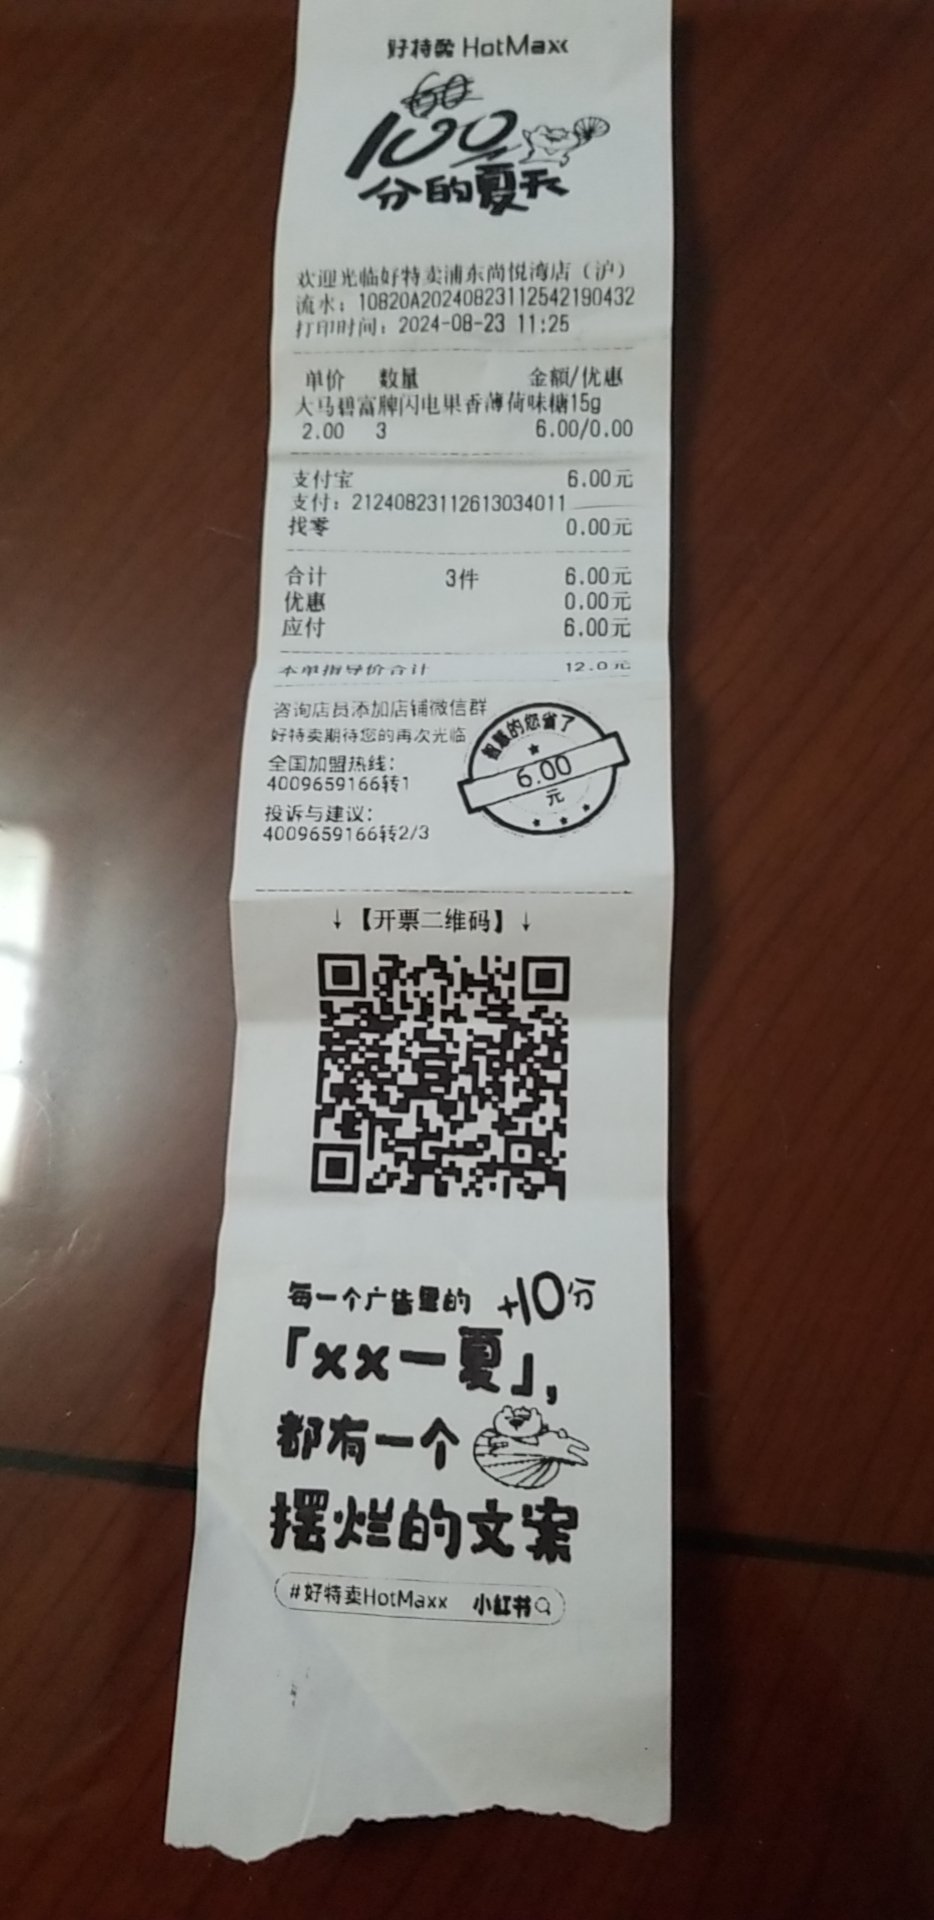 好特卖 HotMaxx
60
100
分的夏天
欢迎光临好特卖浦东尚悦湾店（沪）
流水：10820A20240823112542190432
打印时间：2024-08-23 11:25
单价 数量 金额/优惠
大马碧富牌闪电果香薄荷味糖15g
2.00 3 6.00/0.00
支付宝 6.00元
支付：21240823112613034011
找零 0.00元
合计 3件 6.00元
优惠 0.00元
应付 6.00元
本单指导价合计 12.0元
咨询店员添加店铺微信群
好特卖期待您的再次光临
全国加盟热线：
4009659166转1
投诉与建议：
4009659166转2/3
智慧的您省了
6.00
元
↓【开票二维码】↓
每一个广告里的 +10分
「xx一夏」，
都有一个
摆烂的文案
#好特卖HotMaxx 小红书